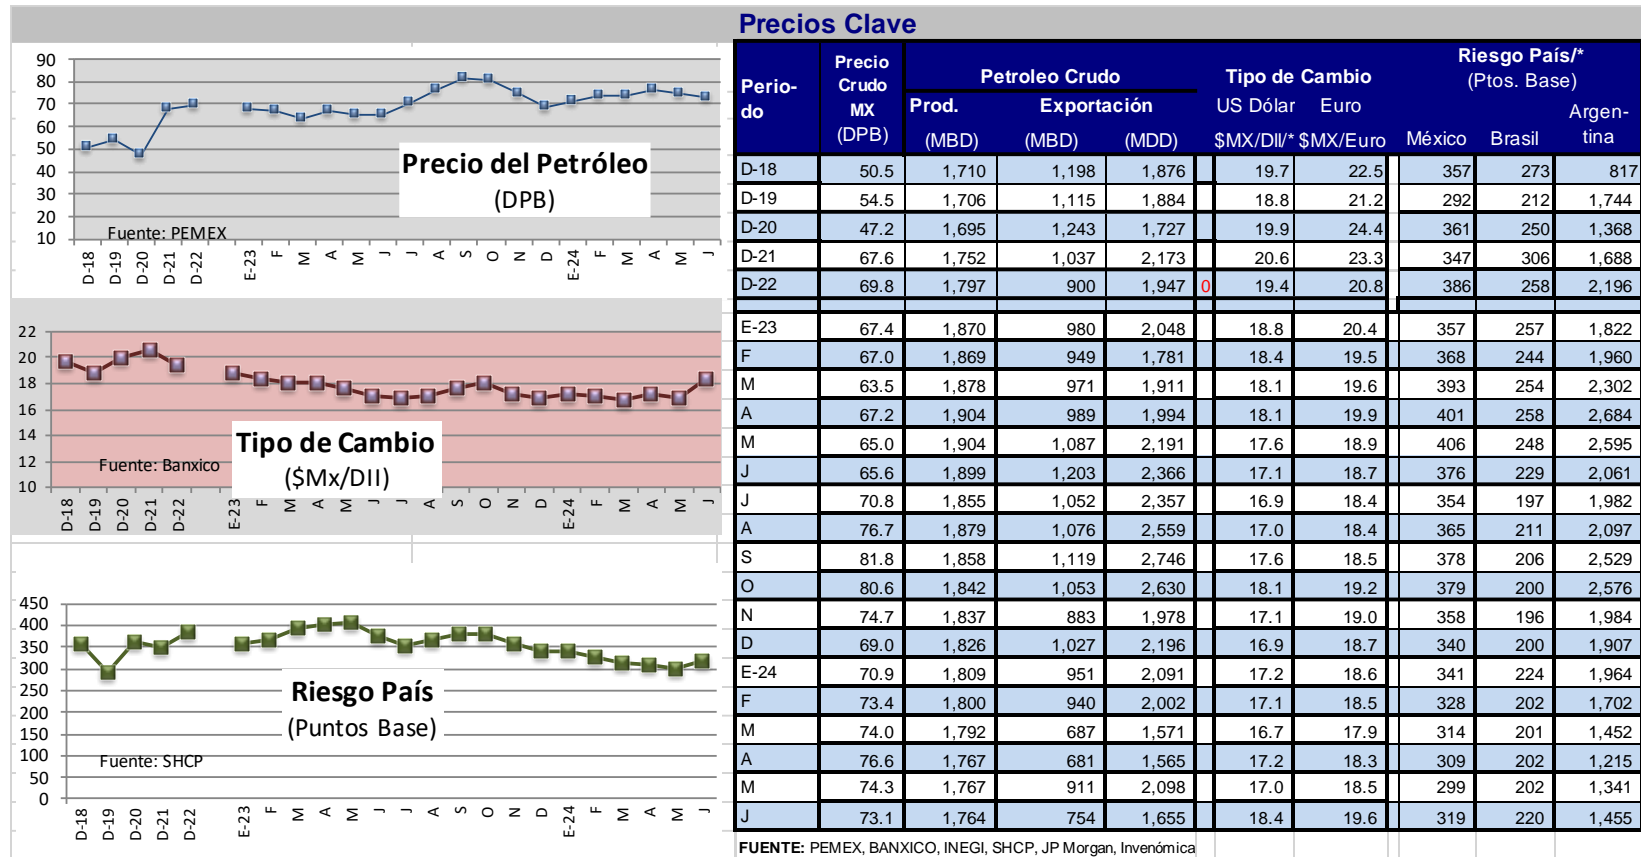 Precios Clave
90
80
70
60
50
40
30
20
10
Precio del Petróleo
(DPB)
Fuente: PEMEX
D-18 D-19 D-20 D-21 D-22 E-23 F M A M J J A S O N D E-24 F M A M J
22
20
18
16
14
12
10
Tipo de Cambio
($Mx/Dll)
Fuente: Banxico
D-18 D-19 D-20 D-21 D-22 E-23 F M A M J J A S O N D E-24 F M A M J
450
400
350
300
250
200
150
100
50
0
Riesgo País
(Puntos Base)
Fuente: SHCP
D-18 D-19 D-20 D-21 D-22 E-23 F M A M J J A S O N D E-24 F M A M J
Perio-
do
Precio
Crudo
MX
(DPB)
Petroleo Crudo
Prod. Exportación
(MBD) (MBD) (MDD)
Tipo de Cambio
US Dólar Euro
$MX/Dll/* $MX/Euro
Riesgo País/*
(Ptos. Base)
México Brasil Argen-
tina
D-18 50.5 1,710 1,198 1,876 19.7 22.5 357 273 817
D-19 54.5 1,706 1,115 1,884 18.8 21.2 292 212 1,744
D-20 47.2 1,695 1,243 1,727 19.9 24.4 361 250 1,368
D-21 67.6 1,752 1,037 2,173 20.6 23.3 347 306 1,688
D-22 69.8 1,797 900 1,947 0 19.4 20.8 386 258 2,196
E-23 67.4 1,870 980 2,048 18.8 20.4 357 257 1,822
F 67.0 1,869 949 1,781 18.4 19.5 368 244 1,960
M 63.5 1,878 971 1,911 18.1 19.6 393 254 2,302
A 67.2 1,904 989 1,994 18.1 19.9 401 258 2,684
M 65.0 1,904 1,087 2,191 17.6 18.9 406 248 2,595
J 65.6 1,899 1,203 2,366 17.1 18.7 376 229 2,061
J 70.8 1,855 1,052 2,357 16.9 18.4 354 197 1,982
A 76.7 1,879 1,076 2,559 17.0 18.4 365 211 2,097
S 81.8 1,858 1,119 2,746 17.6 18.5 378 206 2,529
O 80.6 1,842 1,053 2,630 18.1 19.2 379 200 2,576
N 74.7 1,837 883 1,978 17.1 19.0 358 196 1,984
D 69.0 1,826 1,027 2,196 16.9 18.7 340 200 1,907
E-24 70.9 1,809 951 2,091 17.2 18.6 341 224 1,964
F 73.4 1,800 940 2,002 17.1 18.5 328 202 1,702
M 74.0 1,792 687 1,571 16.7 17.9 314 201 1,452
A 76.6 1,767 681 1,565 17.2 18.3 309 202 1,215
M 74.3 1,767 911 2,098 17.0 18.5 299 202 1,341
J 73.1 1,764 754 1,655 18.4 19.6 319 220 1,455
FUENTE: PEMEX, BANXICO, INEGI, SHCP, JP Morgan, Invenómica